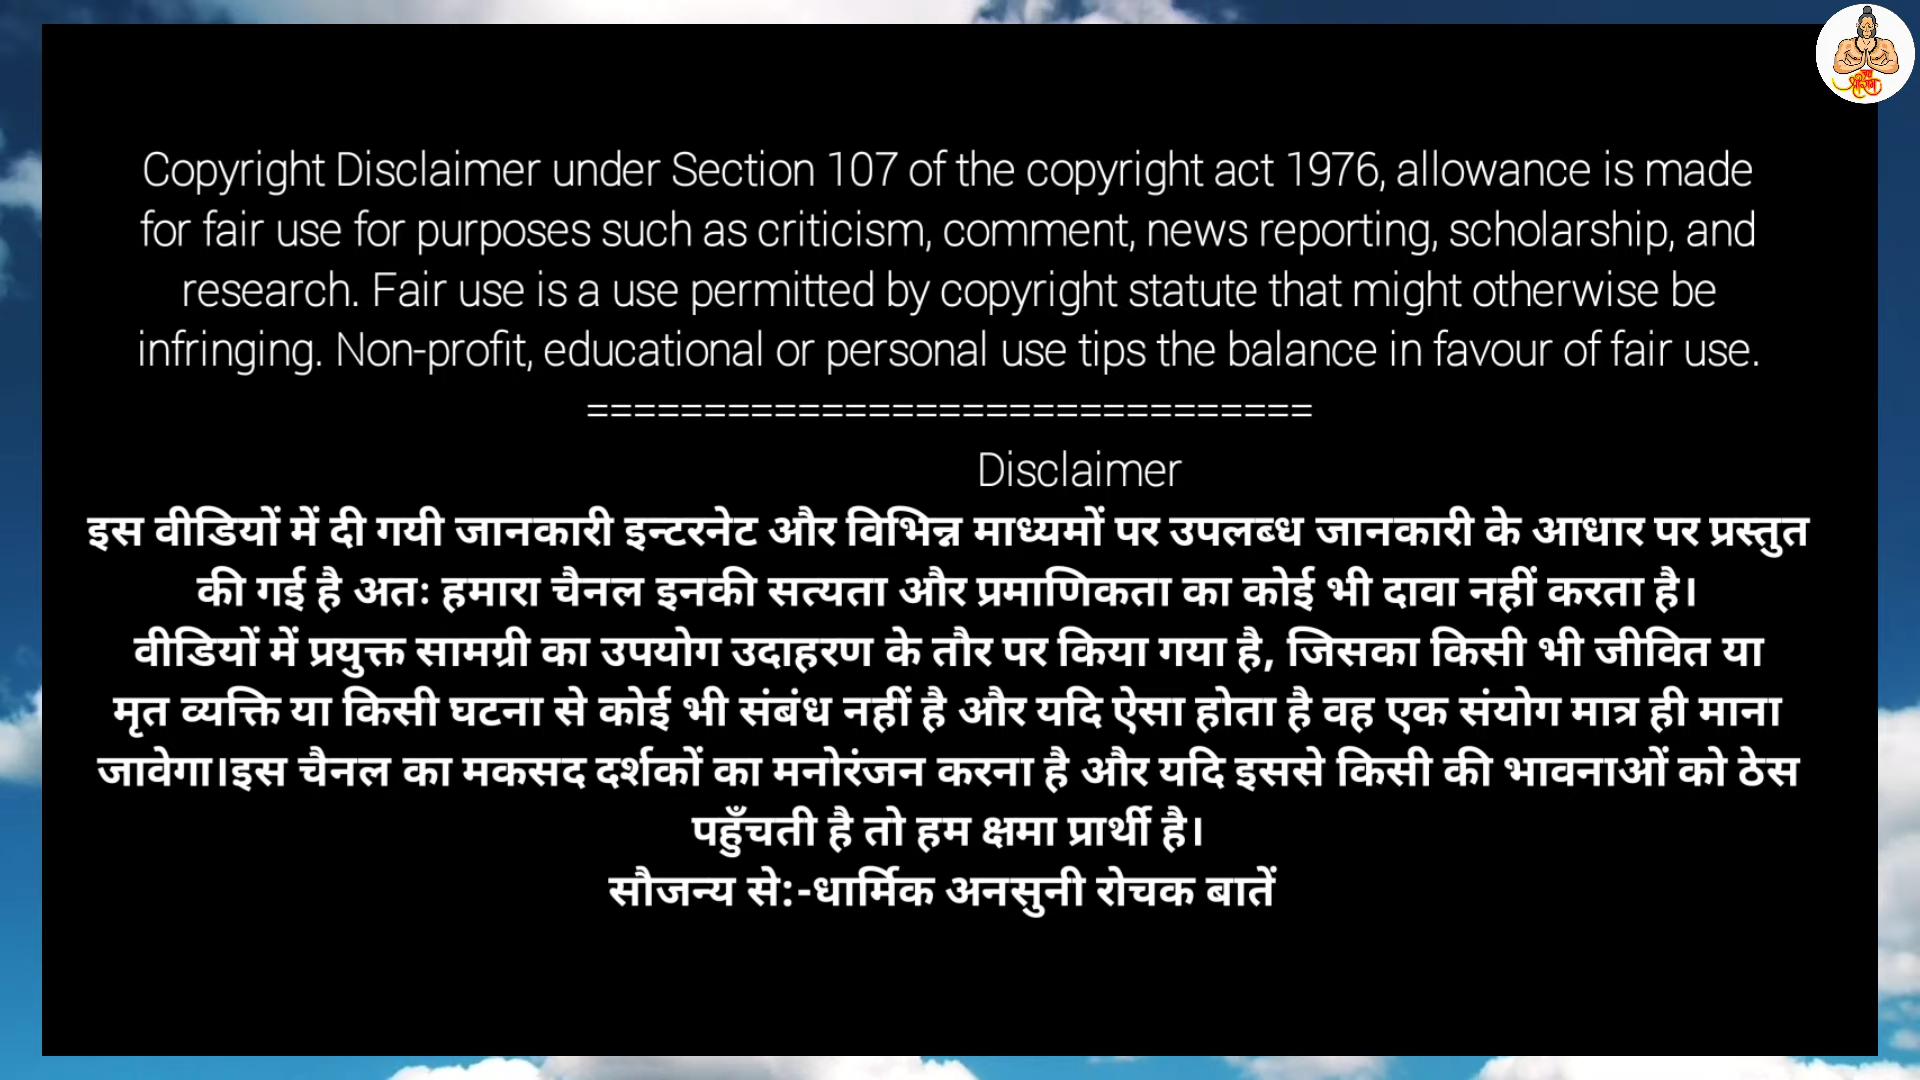 Copyright Disclaimer under Section 107 of the copyright act 1976, allowance is made
for fair use for purposes such as criticism, comment, news reporting, scholarship, and
research. Fair use is a use permitted by copyright statute that might otherwise be
infringing. Non-profit, educational or personal use tips the balance in favour of fair use.
===============================
Disclaimer
इस वीडियों में दी गयी जानकारी इन्टरनेट और विभिन्न माध्यमों पर उपलब्ध जानकारी के आधार पर प्रस्तुत
की गई है अतः हमारा चैनल इनकी सत्यता और प्रमाणिकता का कोई भी दावा नहीं करता है।
वीडियों में प्रयुक्त सामग्री का उपयोग उदाहरण के तौर पर किया गया है, जिसका किसी भी जीवित या
मृत व्यक्ति या किसी घटना से कोई भी संबंध नहीं है और यदि ऐसा होता है वह एक संयोग मात्र ही माना
जावेगा।इस चैनल का मकसद दर्शकों का मनोरंजन करना है और यदि इससे किसी की भावनाओं को ठेस
पहुँचती है तो हम क्षमा प्रार्थी है।
सौजन्य से:-धार्मिक अनसुनी रोचक बातें